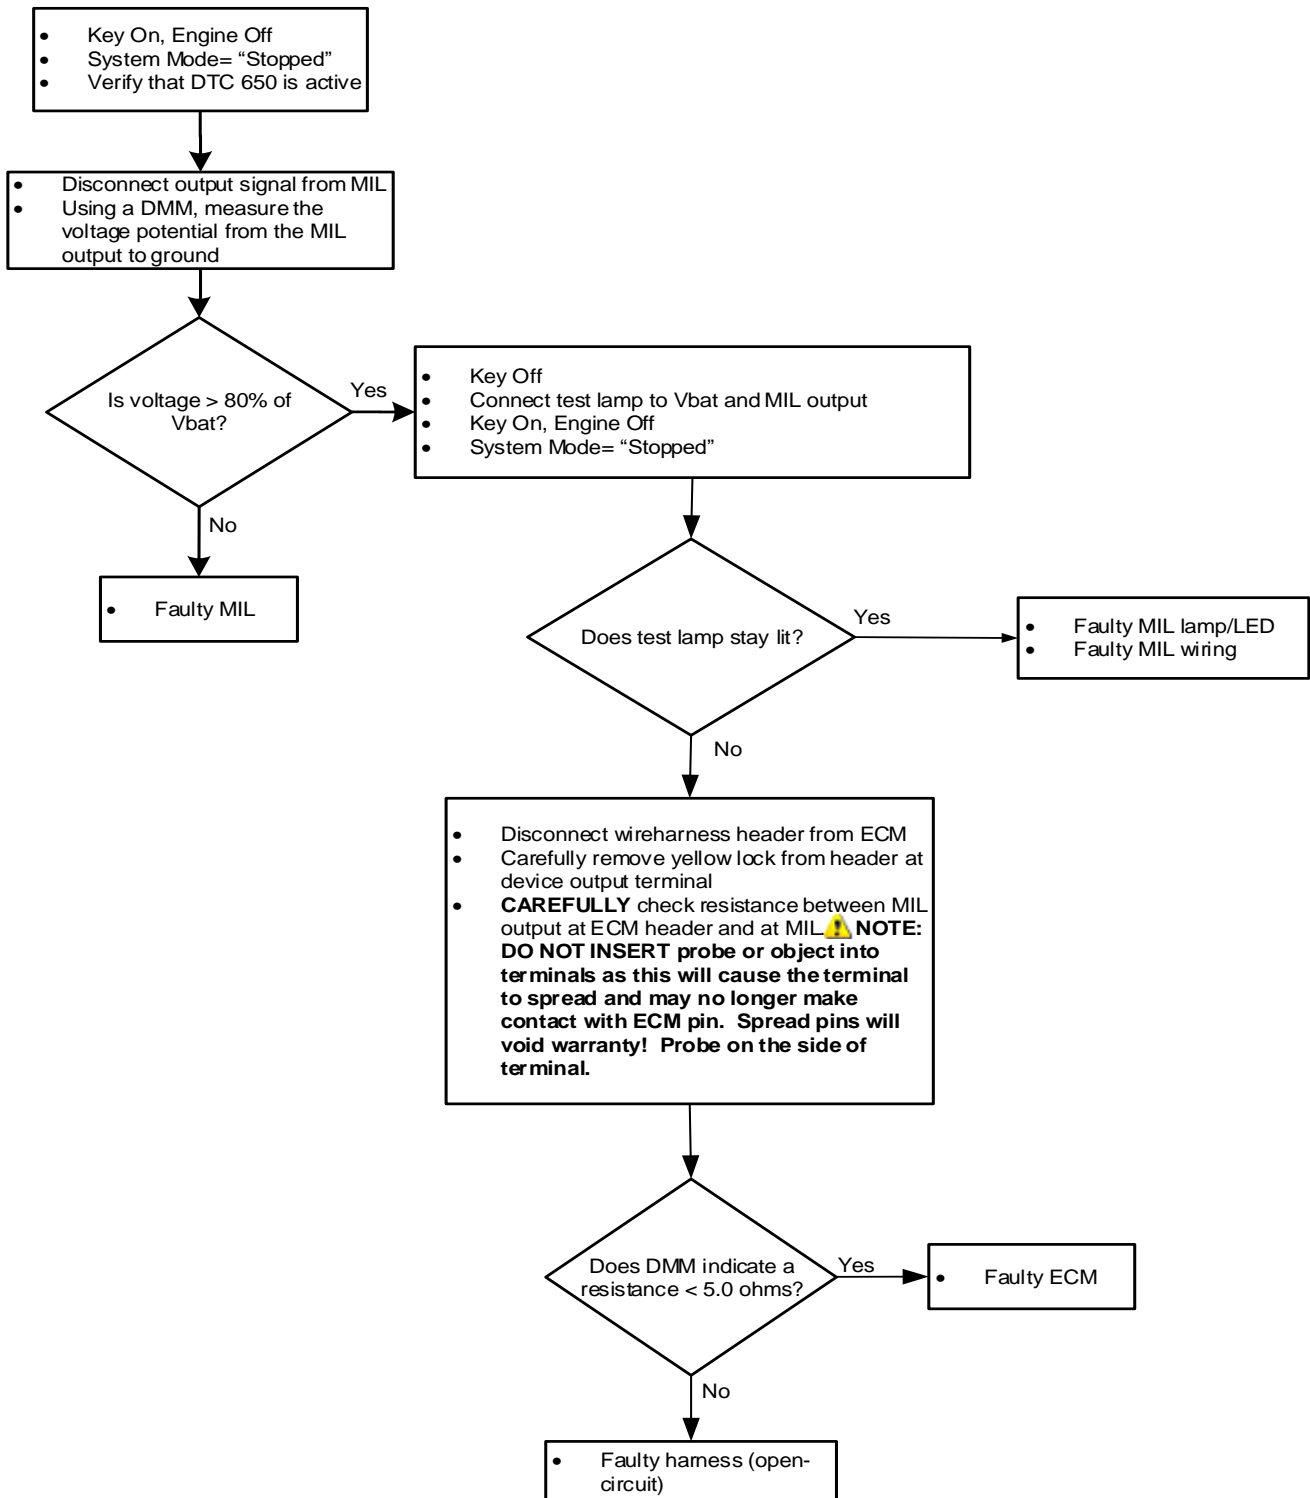 • Key On, Engine Off
• System Mode= “Stopped”
• Verify that DTC 650 is active
• Disconnect output signal from MIL
• Using a DMM, measure the
voltage potential from the MIL
output to ground
Is voltage > 80% of
Vbat?
Yes
• Key Off
• Connect test lamp to Vbat and MIL output
• Key On, Engine Off
• System Mode= “Stopped”
No
• Faulty MIL
Does test lamp stay lit?
Yes
• Faulty MIL lamp/LED
• Faulty MIL wiring
No
• Disconnect wireharness header from ECM
• Carefully remove yellow lock from header at
device output terminal
• CAREFULLY check resistance between MIL
output at ECM header and at MIL. NOTE:
DO NOT INSERT probe or object into
terminals as this will cause the terminal
to spread and may no longer make
contact with ECM pin. Spread pins will
void warranty! Probe on the side of
terminal.
Does DMM indicate a
resistance < 5.0 ohms?
Yes
• Faulty ECM
No
• Faulty harness (open-
circuit)